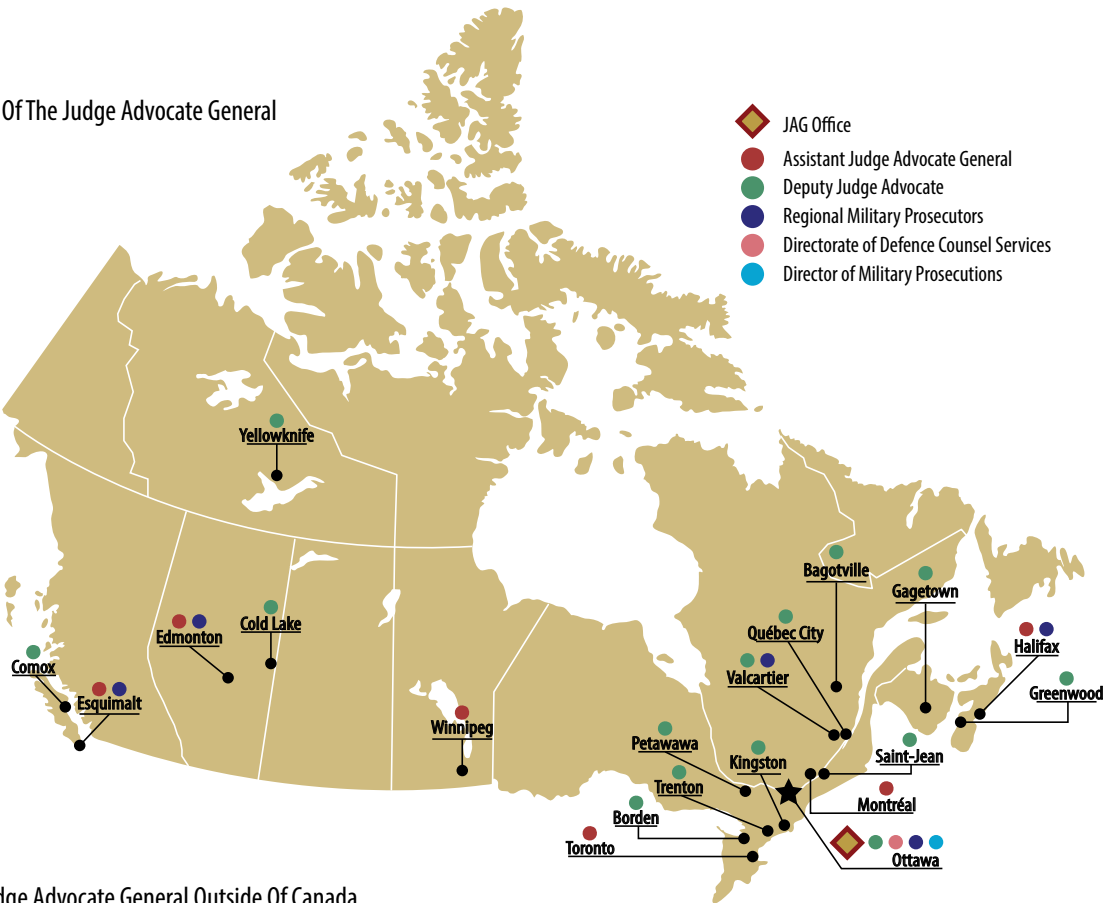 Of The Judge Advocate General
JAG Office
Assistant Judge Advocate General
Deputy Judge Advocate
Regional Military Prosecutors
Directorate of Defence Counsel Services
Director of Military Prosecutions
Yellowknife
Bagotville
Gagetown
Cold Lake
Edmonton
Québec City
Halifax
Comox
Valcartier
Greenwood
Esquimalt
Winnipeg
Petawawa
Kingston
Saint-Jean
Trenton
Montréal
Borden
Toronto
Ottawa
dge Advocate General Outside Of Canada